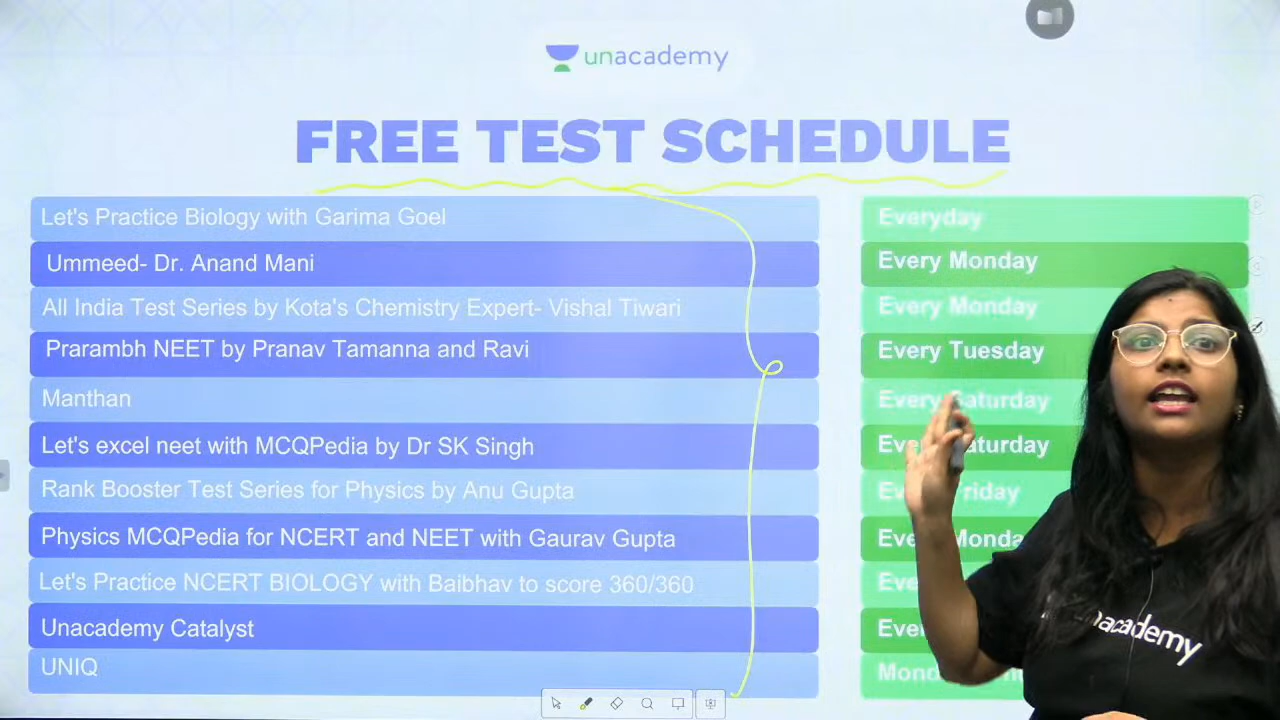 unacademy
FREE TEST SCHEDULE
Let's Practice Biology with Garima Goel Everyday
Ummeed- Dr. Anand Mani Every Monday
All India Test Series by Kota's Chemistry Expert- Vishal Tiwari Every Monday
Prarambh NEET by Pranav Tamanna and Ravi Every Tuesday
Manthan Every Saturday
Let's excel neet with MCQPedia by Dr SK Singh Saturday
Rank Booster Test Series for Physics by Anu Gupta Friday
Physics MCQPedia for NCERT and NEET with Gaurav Gupta
Let's Practice NCERT BIOLOGY with Baibhav to score 360/360
Unacademy Catalyst
UNIQ
unacademy